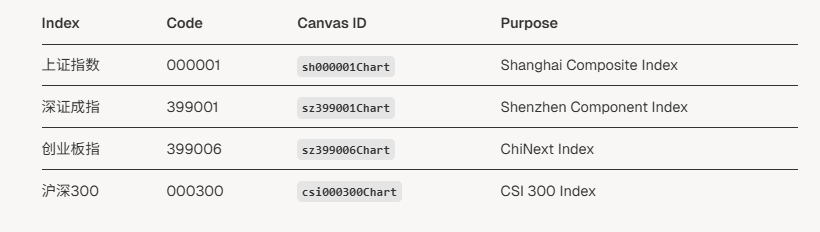 Index Code Canvas ID Purpose
上证指数 000001 sh000001Chart Shanghai Composite Index
深证成指 399001 sz399001Chart Shenzhen Component Index
创业板指 399006 sz399006Chart ChiNext Index
沪深300 000300 csi000300Chart CSI 300 Index